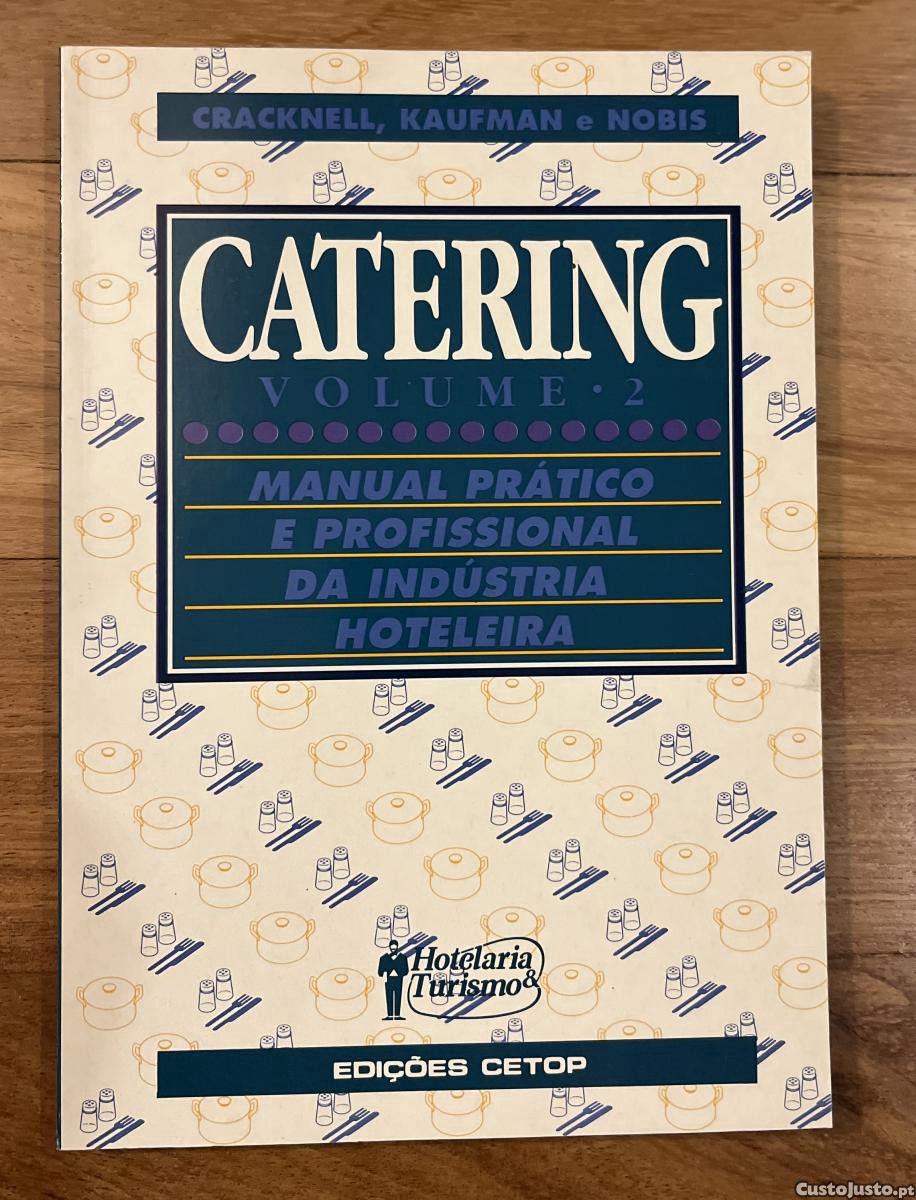 CRACKNELL, KAUFMAN e NOBIS
CATERING
VOLUME · 2
MANUAL PRÁTICO
E PROFISSIONAL
DA INDÚSTRIA
HOTELEIRA
Hotelaria
& Turismo
EDIÇÕES CETOP
CustoJusto.pt